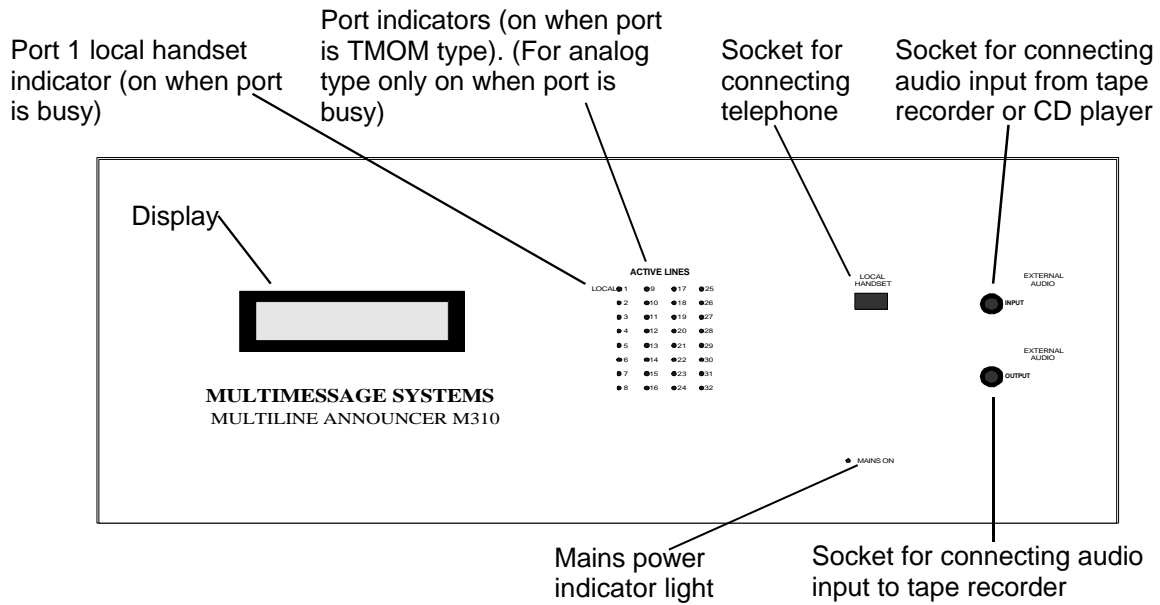 Port 1 local handset
indicator (on when port
is busy)
Port indicators (on when port
is TMOM type). (For analog
type only on when port is
busy)
Socket for
connecting
telephone
Socket for connecting
audio input from tape
recorder or CD player
Display
ACTIVE LINES
LOCAL 1 9 17 25
2 10 18 26
3 11 19 27
4 12 20 28
5 13 21 29
6 14 22 30
7 15 23 31
8 16 24 32
LOCAL
HANDSET
EXTERNAL
AUDIO
INPUT
EXTERNAL
AUDIO
OUTPUT
MULTIMESSAGE SYSTEMS
MULTILINE ANNOUNCER M310
MAINS ON
Mains power
indicator light
Socket for connecting audio
input to tape recorder